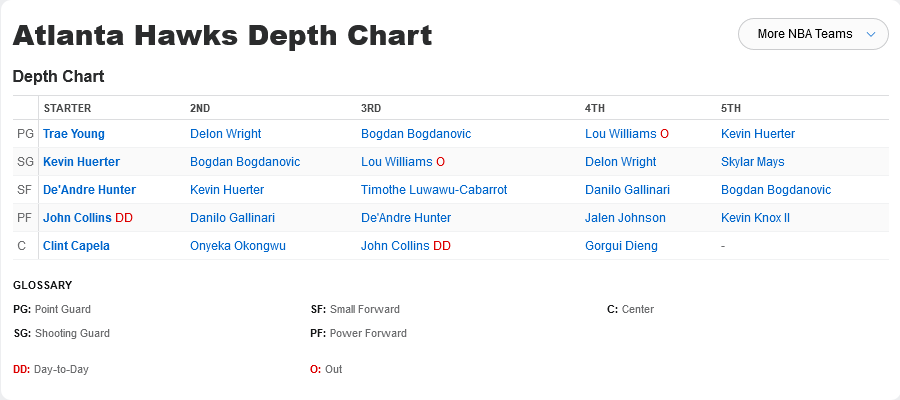 Atlanta Hawks Depth Chart
More NBA Teams
Depth Chart
STARTER 2ND 3RD 4TH 5TH
PG Trae Young Delon Wright Bogdan Bogdanovic Lou Williams O Kevin Huerter
SG Kevin Huerter Bogdan Bogdanovic Lou Williams O Delon Wright Skylar Mays
SF De'Andre Hunter Kevin Huerter Timothe Luwawu-Cabarrot Danilo Gallinari Bogdan Bogdanovic
PF John Collins DD Danilo Gallinari De'Andre Hunter Jalen Johnson Kevin Knox II
C Clint Capela Onyeka Okongwu John Collins DD Gorgui Dieng -
GLOSSARY
PG: Point Guard SF: Small Forward C: Center
SG: Shooting Guard PF: Power Forward
DD: Day-to-Day O: Out